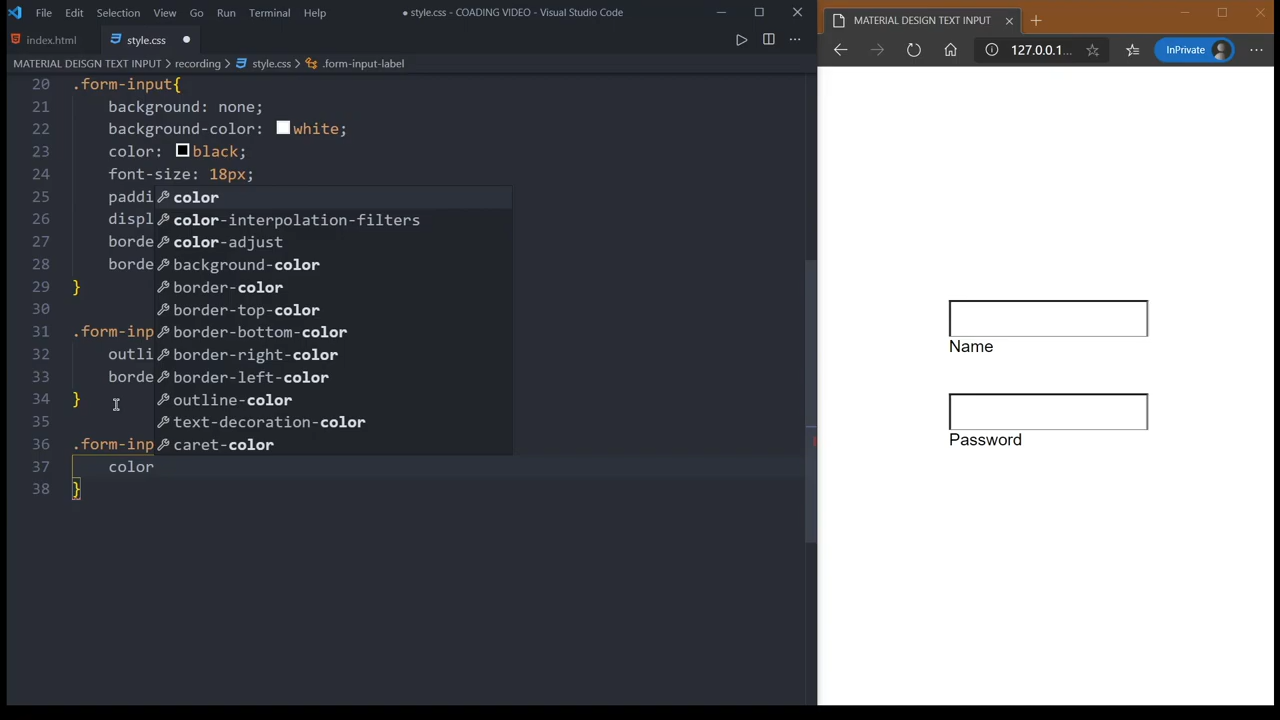 File Edit Selection View Go Run Terminal Help
● style.css - COADING VIDEO - Visual Studio Code
index.html style.css ●
MATERIAL DEISGN TEXT INPUT > recording > style.css > .form-input-label
20 .form-input{
21 background: none;
22 background-color: white;
23 color: black;
24 font-size: 18px;
25 paddi
26 displ
27 borde
28 borde
29 }
30
31 .form-inp
32 outli
33 borde
34 }
35
36 .form-inp
37 color
38 }
color
color-interpolation-filters
color-adjust
background-color
border-color
border-top-color
border-bottom-color
border-right-color
border-left-color
outline-color
text-decoration-color
caret-color
MATERIAL DESIGN TEXT INPUT
127.0.0.1...
InPrivate
Name
Password